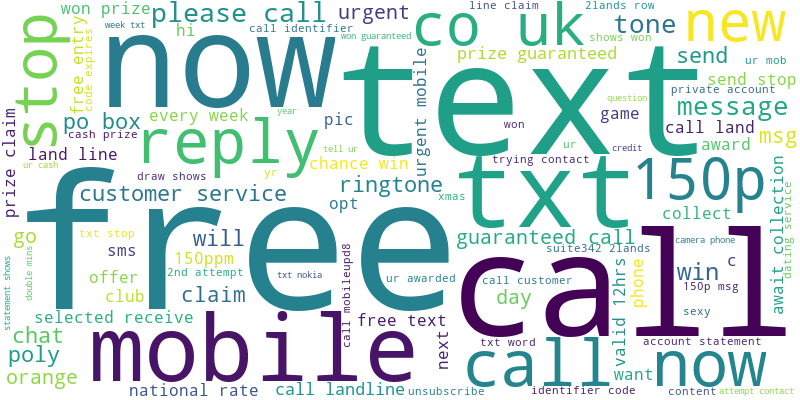 week txt
won prize
please call
urgent
line claim
2lands row
hi
call identifier
won guaranteed
co uk
tone
new
shows won
stop
free entry
code expires
now
text
prize guaranteed
send
ur mob
private account
send stop
urgent mobile
message
po box
every week
year
pic
question
game
cash prize
reply
won
call land
msg
prize claim
land line
tell ur
ur
credit
award
ur cash
draw shows
yr
chance win
trying contact
txt
150p
customer service
ringtone
xmas
opt
collect
await collection
dating service
free
go
txt stop
will
guaranteed call
sms
150ppm
suite342 2lands
camera phone
call
statement shows
double mins
offer
2nd attempt
txt nokia
ur awarded
call mobileupd8
call customer
win
c
phone
valid 12hrs
150p msg
club
claim
day
sexy
selected receive
mobile
free text
chat
next
txt word
account statement
poly
call
now
orange
want
national rate
call landline
unsubscribe
identifier code
content
attempt contact